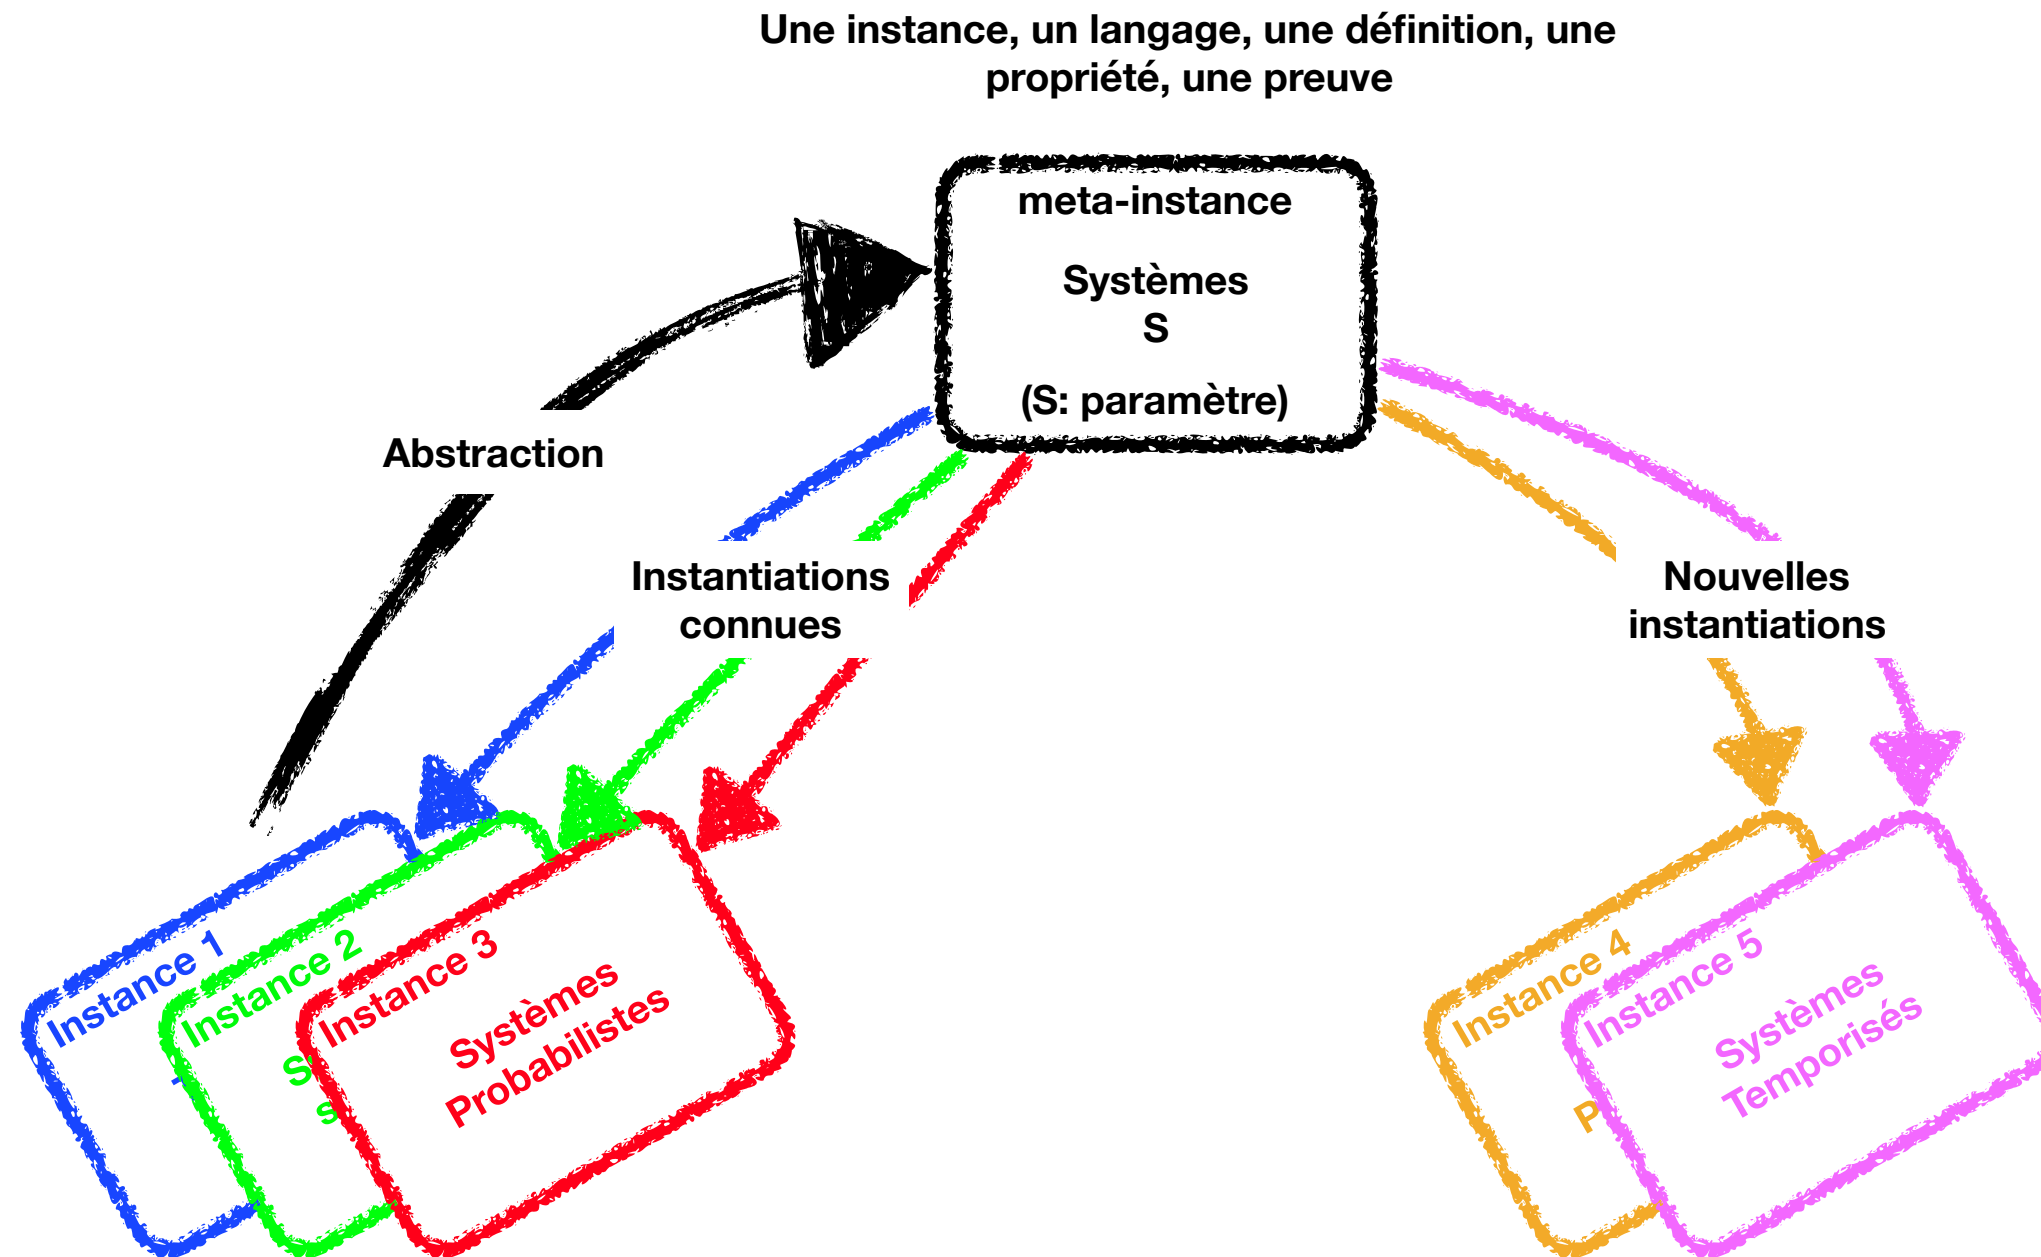 Une instance, un langage, une définition, une
propriété, une preuve
meta-instance
Systèmes
S
(S: paramètre)
Abstraction
Instantiations
connues
Nouvelles
instantiations
Instance 1
Instance 2
Instance 3
Systèmes
Probabilistes
Instance 4
Instance 5
Systèmes
Temporisés